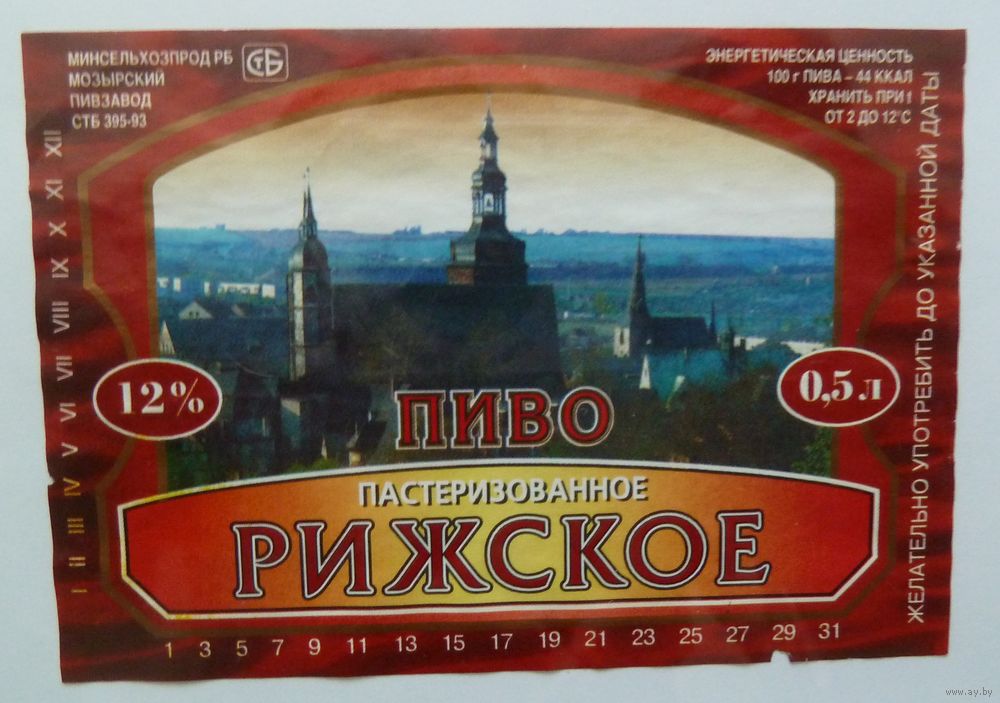 МИНСЕЛЬХОЗПРОД РБ
МОЗЫРСКИЙ
ПИВЗАВОД
СТБ 395-93
СТБ
ЭНЕРГЕТИЧЕСКАЯ ЦЕННОСТЬ
100 г ПИВА – 44 ККАЛ
ХРАНИТЬ ПРИ t
ОТ 2 ДО 12°С
I II III IV V VI VII VIII IX X XI XII
12%
0,5 л
ПИВО
ПАСТЕРИЗОВАННОЕ
РИЖСКОЕ
1 3 5 7 9 11 13 15 17 19 21 23 25 27 29 31
ЖЕЛАТЕЛЬНО УПОТРЕБИТЬ ДО УКАЗАННОЙ ДАТЫ
www.ay.by